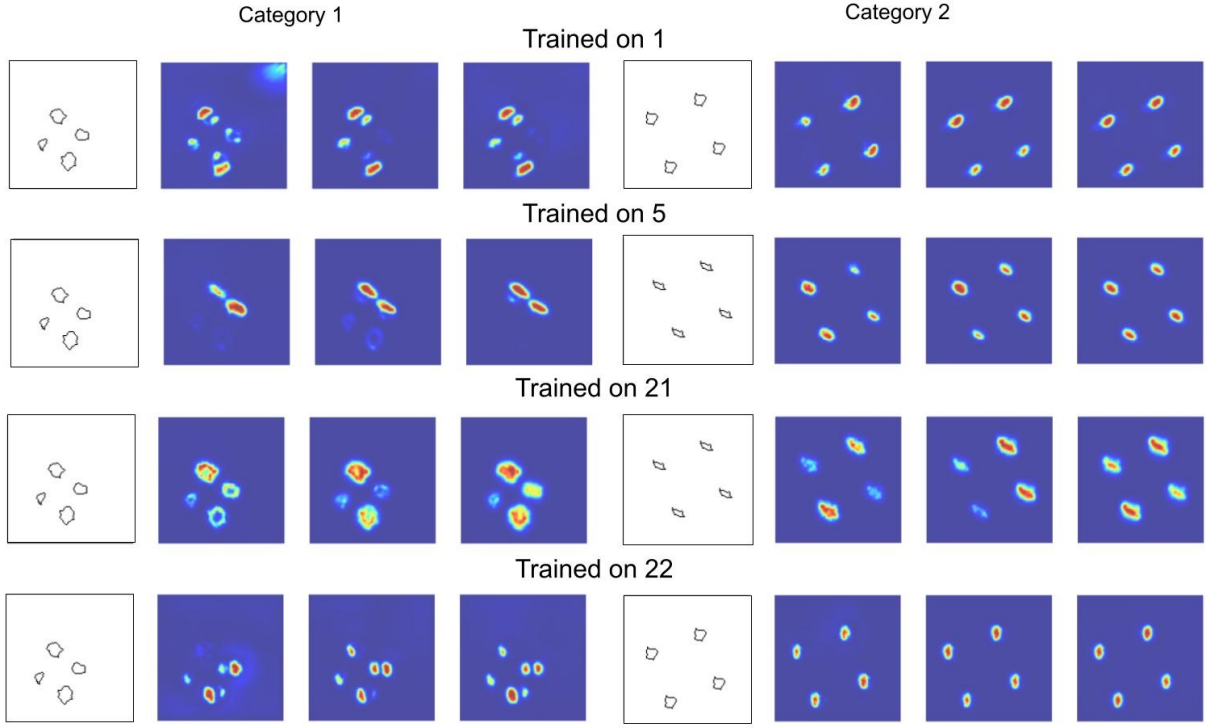 Category 1
Category 2
Trained on 1
Trained on 5
Trained on 21
Trained on 22